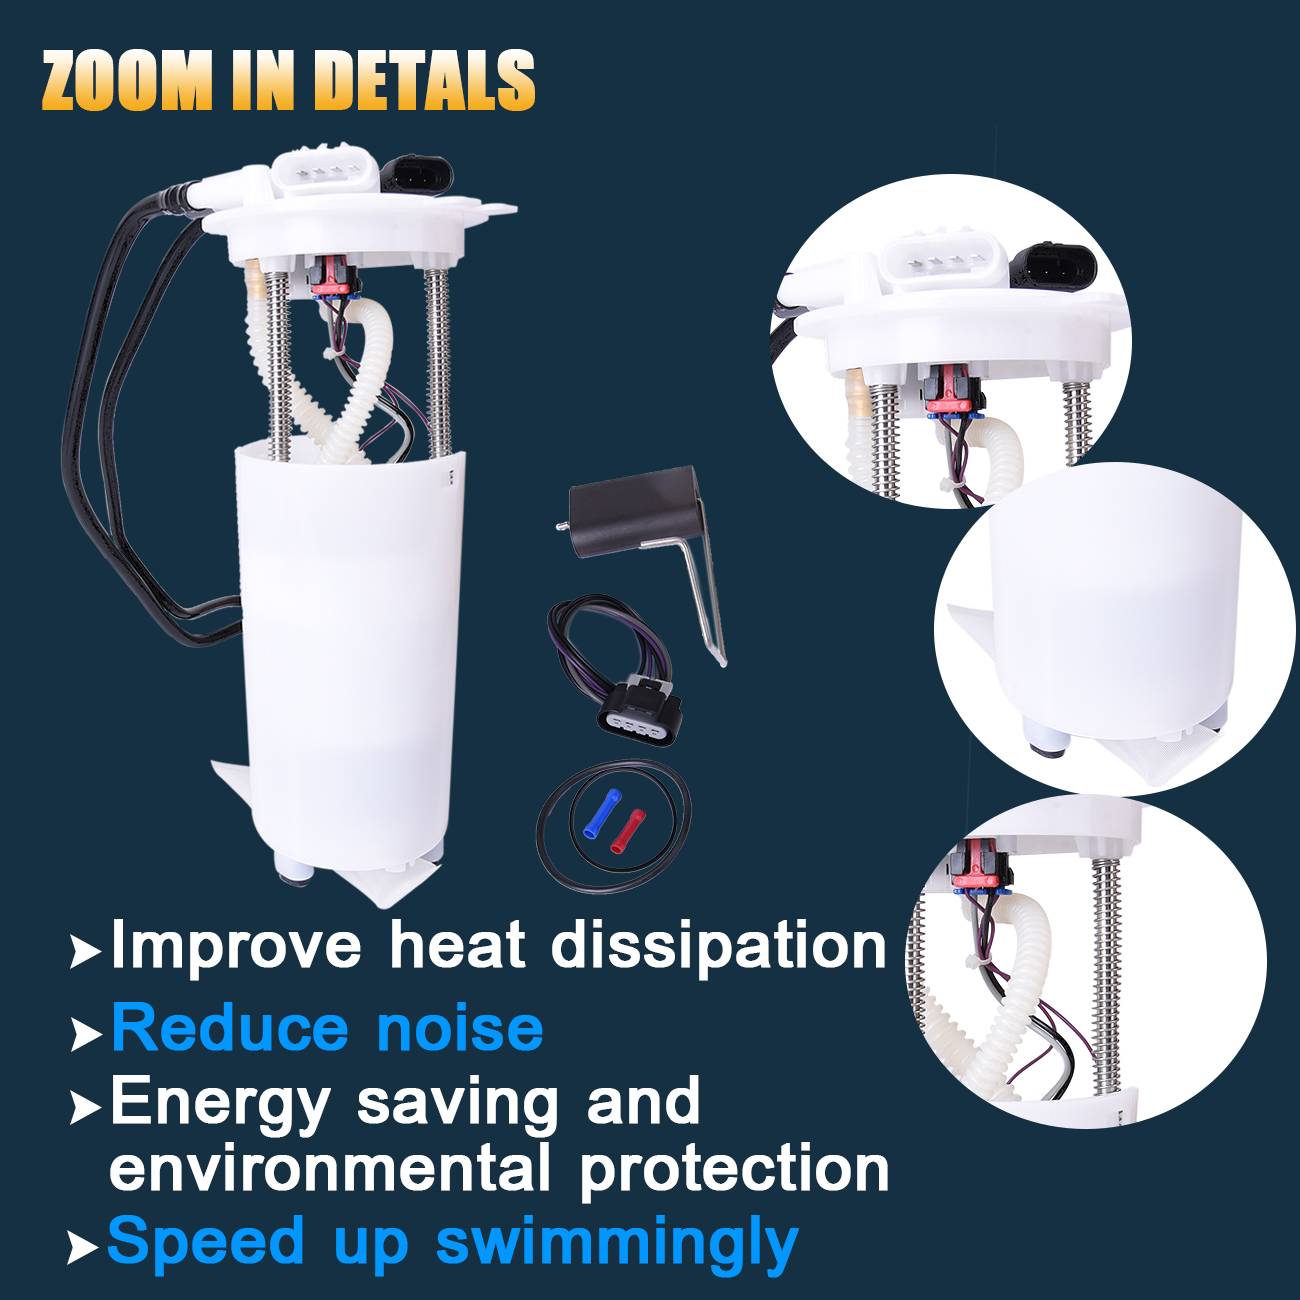 ZOOM IN DETALS
➤Improve heat dissipation
➤Reduce noise
➤Energy saving and
environmental protection
➤Speed up swimmingly